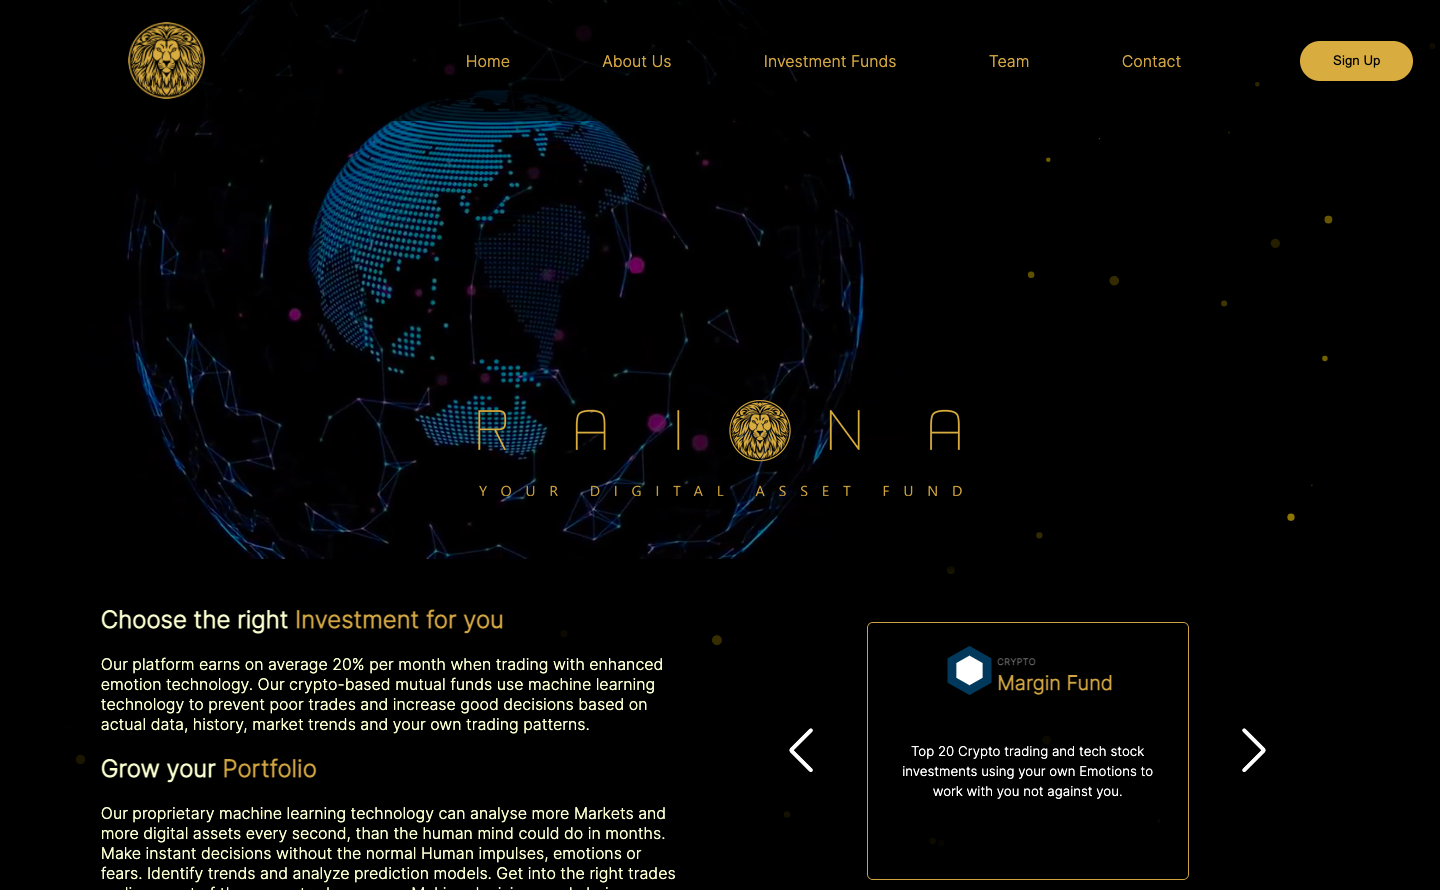 Home
About Us
Investment Funds
Team
Contact
Sign Up
RAIONA
YOUR DIGITAL ASSET FUND
Choose the right Investment for you
Our platform earns on average 20% per month when trading with enhanced
emotion technology. Our crypto-based mutual funds use machine learning
technology to prevent poor trades and increase good decisions based on
actual data, history, market trends and your own trading patterns.
Grow your Portfolio
Our proprietary machine learning technology can analyse more Markets and
more digital assets every second, than the human mind could do in months.
Make instant decisions without the normal Human impulses, emotions or
fears. Identify trends and analyze prediction models. Get into the right trades
CRYPTO
Margin Fund
Top 20 Crypto trading and tech stock
investments using your own Emotions to
work with you not against you.